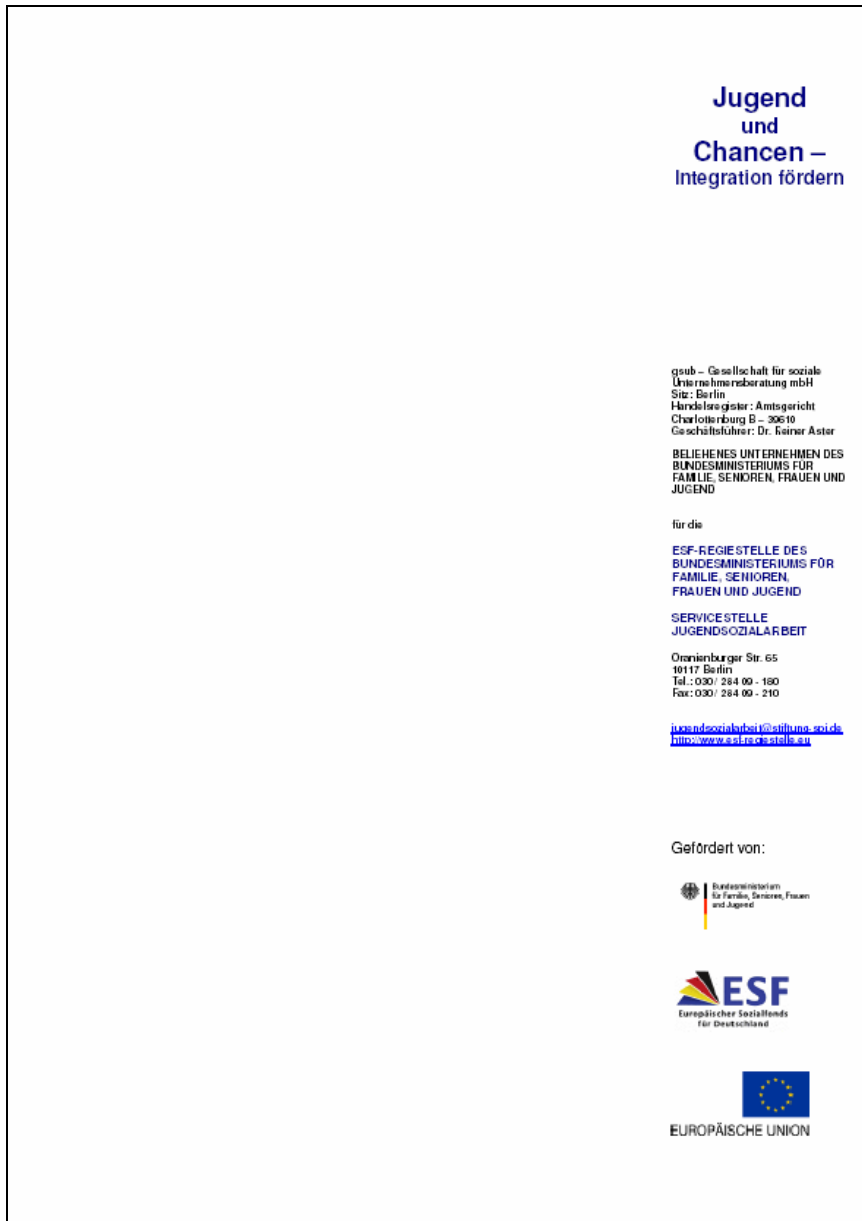 Jugend
und
Chancen –
Integration fördern
gsub – Gesellschaft für soziale
Unternehmensberatung mbH
Sitz: Berlin
Handelsregister: Amtsgericht
Charlottenburg B – 39610
Geschäftsführer: Dr. Reiner Aster
BELIEHENES UNTERNEHMEN DES
BUNDESMINISTERIUMS FÜR
FAMILIE, SENIOREN, FRAUEN UND
JUGEND
für die
ESF-REGIESTELLE DES
BUNDESMINISTERIUMS FÜR
FAMILIE, SENIOREN,
FRAUEN UND JUGEND
SERVICESTELLE
JUGENDSOZIALARBEIT
Oranienburger Str. 65
10117 Berlin
Tel.: 030/ 284 09 - 180
Fax: 030/ 284 09 - 210
jugendsozialarbeit@stiftung-spi.de
http://www.esf-regiestelle.eu
Gefördert von:
Bundesministerium
für Familie, Senioren, Frauen
und Jugend
ESF
Europäischer Sozialfonds
für Deutschland
EUROPÄISCHE UNION